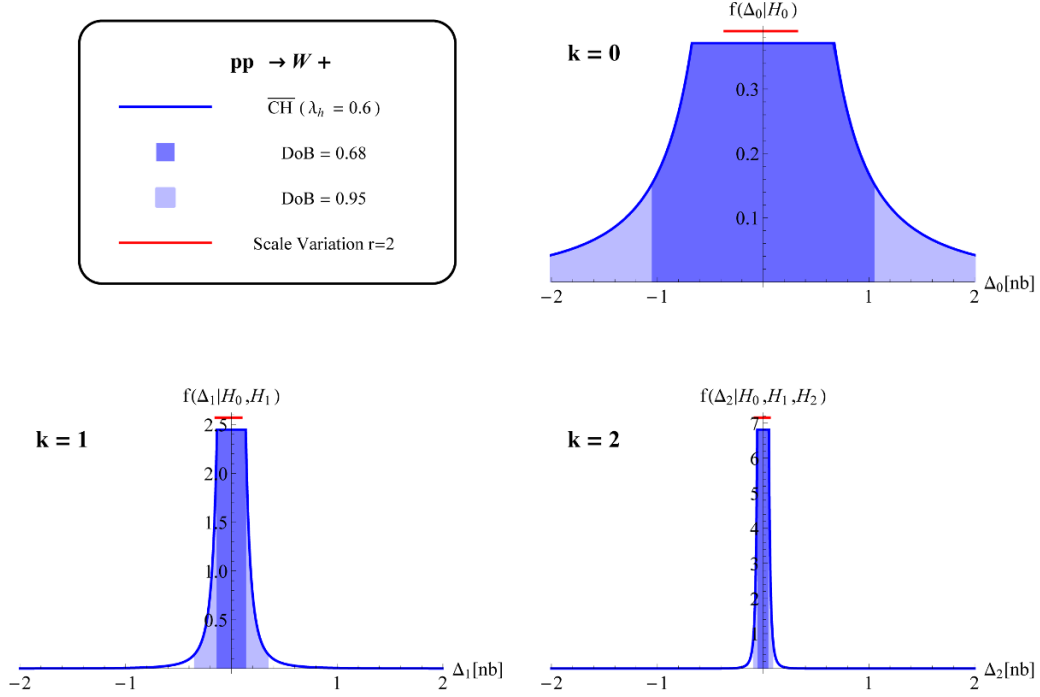 pp → W +
C̅H̅ ( λh = 0.6 )
DoB = 0.68
DoB = 0.95
Scale Variation r=2
f(Δ0|H0)
k = 0
0.3
0.2
0.1
-2 -1 1 2 Δ0[nb]
f(Δ1|H0,H1)
k = 1
2.5
2.0
1.5
1.0
0.5
-2 -1 1 2 Δ1[nb]
f(Δ2|H0,H1,H2)
k = 2
7
6
5
4
3
2
1
-2 -1 1 2 Δ2[nb]